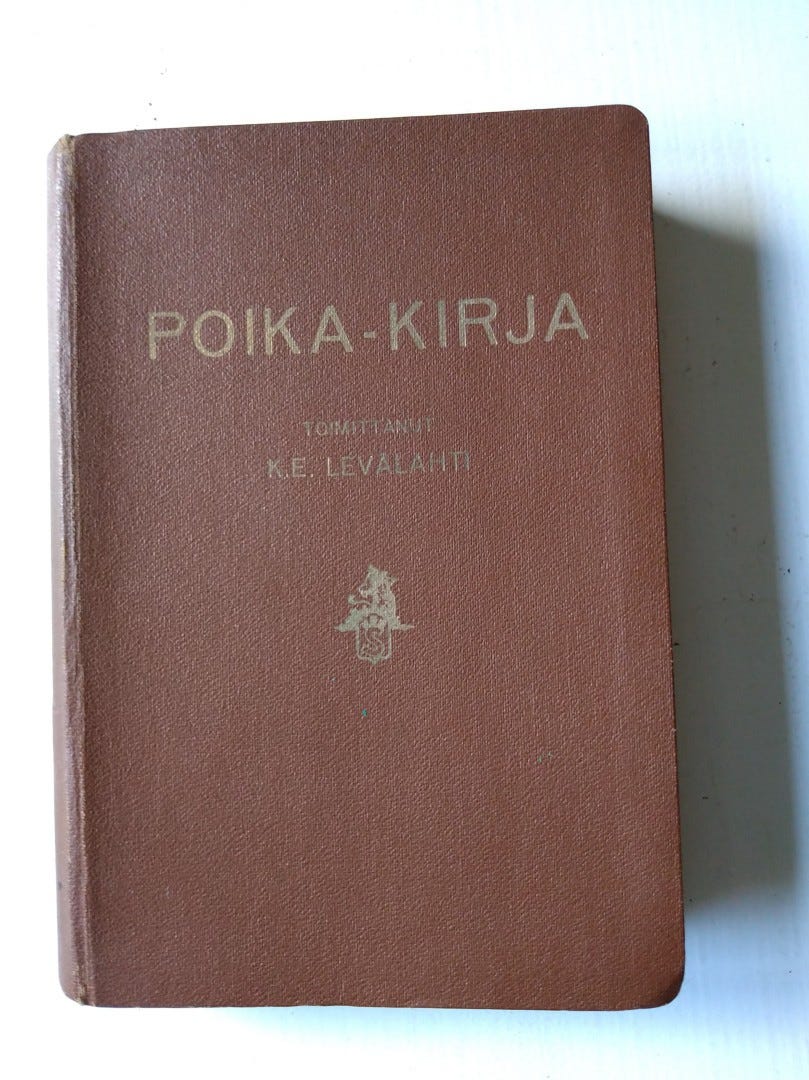 POIKA-KIRJA
TOIMITTANUT
K.E. LEVÄLAHTI
S